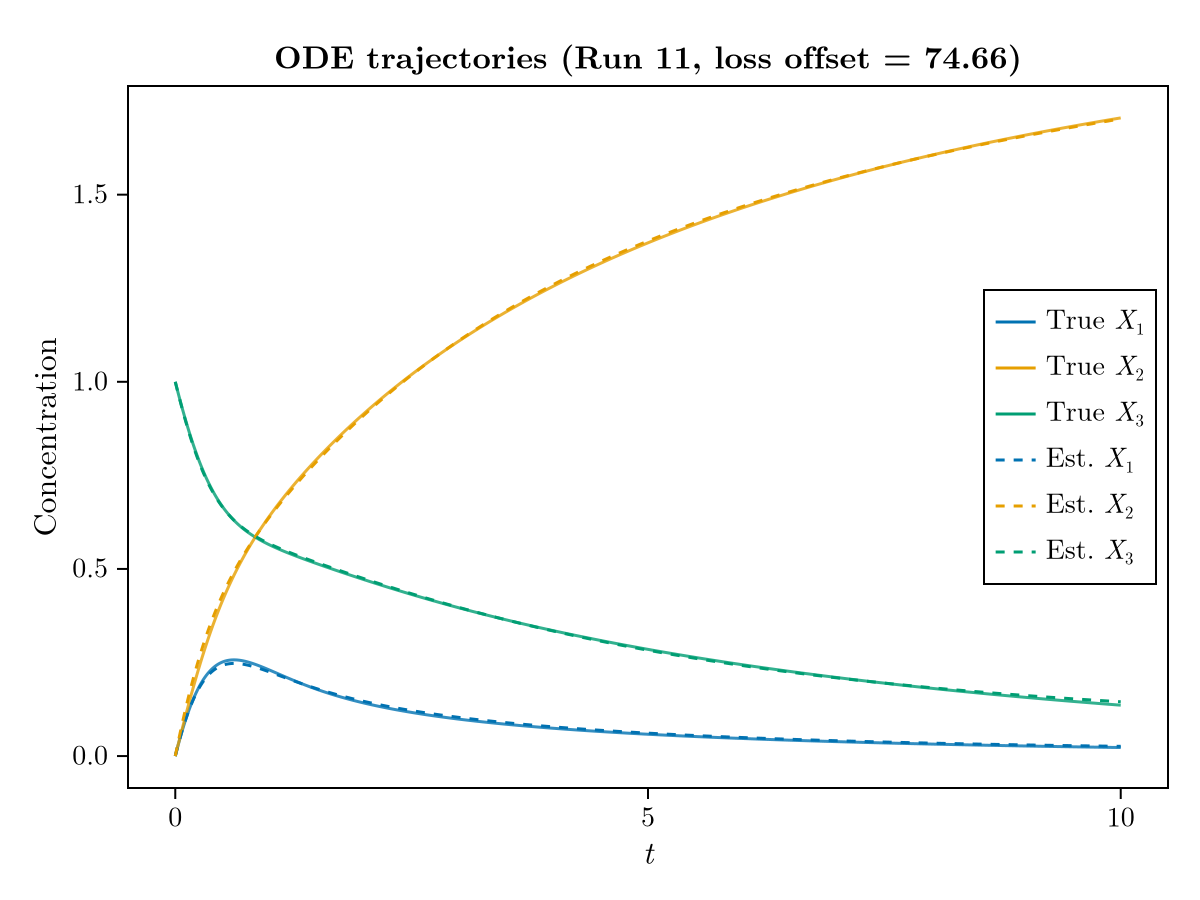 ODE trajectories (Run 11, loss offset = 74.66)
Concentration
1.5
1.0
0.5
0.0
True X₁
True X₂
True X₃
Est. X₁
Est. X₂
Est. X₃
0 5 10
t